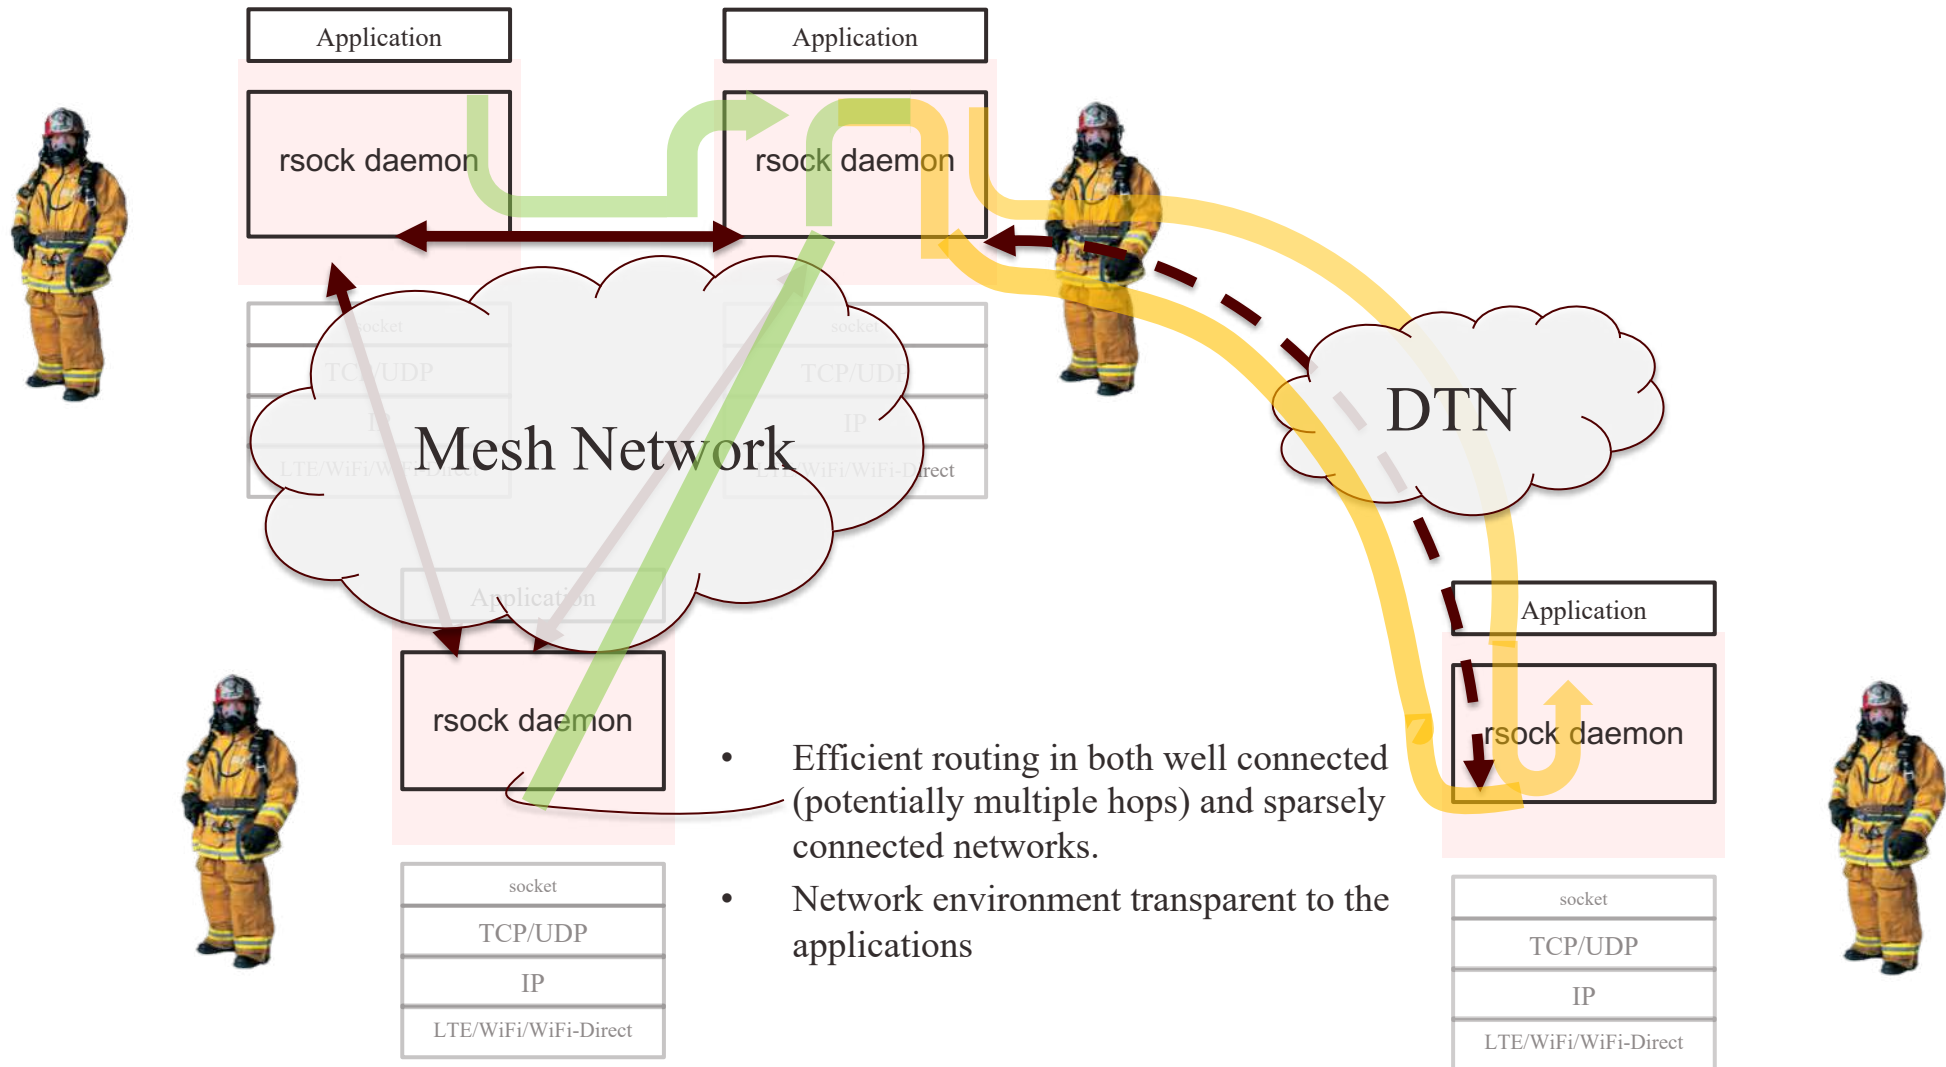 Application
Application
rsock daemon
rsock daemon
socket
TCP/UDP
IP
LTE/WiFi/WiFi-Direct
socket
TCP/UDP
IP
LTE/WiFi/WiFi-Direct
Mesh Network
DTN
Application
rsock daemon
Application
rsock daemon
• Efficient routing in both well connected
(potentially multiple hops) and sparsely
connected networks.
• Network environment transparent to the
applications
socket
TCP/UDP
IP
LTE/WiFi/WiFi-Direct
socket
TCP/UDP
IP
LTE/WiFi/WiFi-Direct